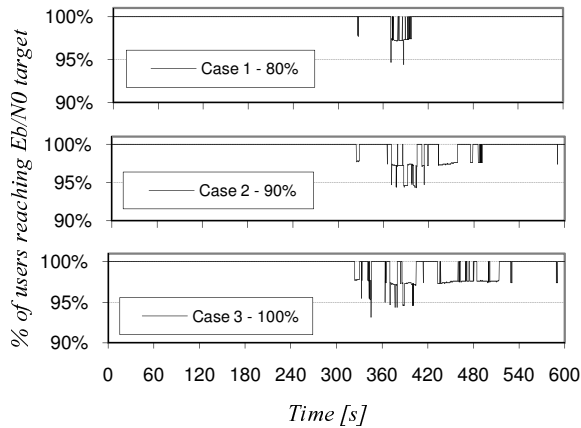 % of users reaching Eb/N0 target
100%
95%
90%
Case 1 - 80%
100%
95%
90%
Case 2 - 90%
100%
95%
90%
Case 3 - 100%
0 60 120 180 240 300 360 420 480 540 600
Time [s]